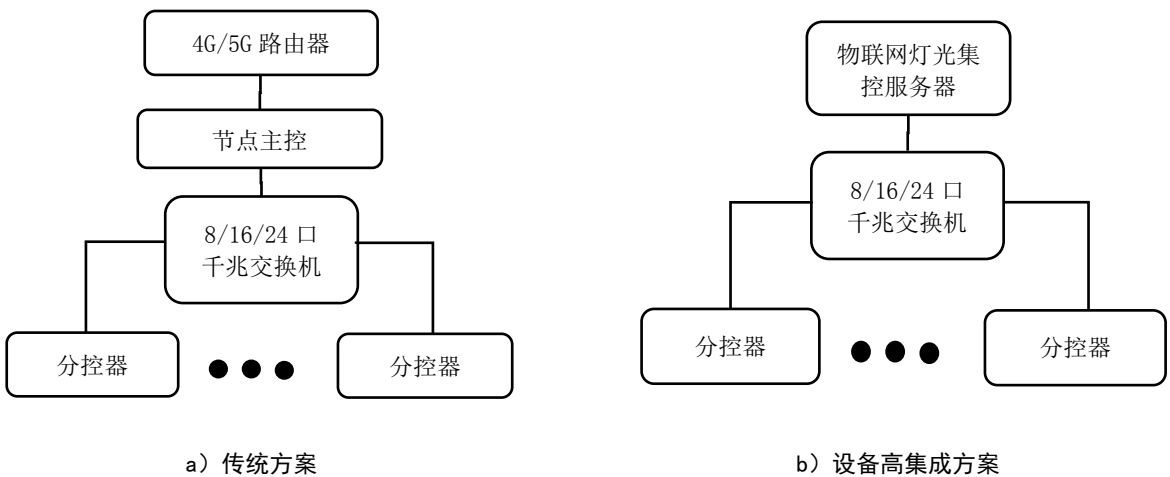 4G/5G 路由器
节点主控
8/16/24 口
千兆交换机
分控器
分控器
a）传统方案
物联网灯光集
控服务器
8/16/24 口
千兆交换机
分控器
分控器
b）设备高集成方案